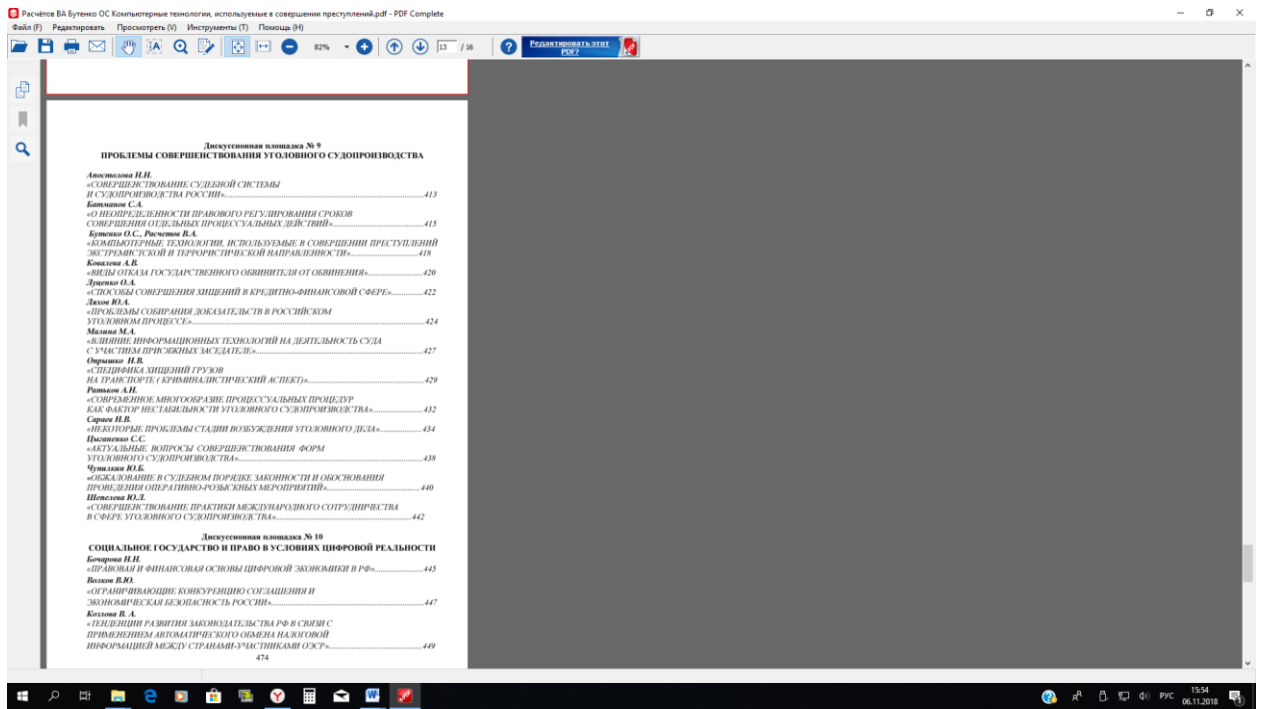 Расчётов ВА Бутенко ОС Компьютерные технологии, используемые в совершении преступлений.pdf - PDF Complete
Файл (F) Редактировать Просмотреть (V) Инструменты (T) Помощь (H)
82% 13 / 16 Редактировать этот
PDF?
Дискуссионная площадка № 9
ПРОБЛЕМЫ СОВЕРШЕНСТВОВАНИЯ УГОЛОВНОГО СУДОПРОИЗВОДСТВА
Апостолова Н.Н.
«СОВЕРШЕНСТВОВАНИЕ СУДЕБНОЙ СИСТЕМЫ
И СУДОПРОИЗВОДСТВА РОССИИ»...413
Батманов С.А.
«О НЕОПРЕДЕЛЕННОСТИ ПРАВОВОГО РЕГУЛИРОВАНИЯ СРОКОВ
СОВЕРШЕНИЯ ОТДЕЛЬНЫХ ПРОЦЕССУАЛЬНЫХ ДЕЙСТВИЙ»...415
Бутенко О.С., Расчетов В.А.
«КОМПЬЮТЕРНЫЕ ТЕХНОЛОГИИ, ИСПОЛЬЗУЕМЫЕ В СОВЕРШЕНИИ ПРЕСТУПЛЕНИЙ
ЭКСТРЕМИСТСКОЙ И ТЕРРОРИСТИЧЕСКОЙ НАПРАВЛЕННОСТИ»...418
Ковалева А.В.
«ВИДЫ ОТКАЗА ГОСУДАРСТВЕННОГО ОБВИНИТЕЛЯ ОТ ОБВИНЕНИЯ»...420
Луценко О.А.
«СПОСОБЫ СОВЕРШЕНИЯ ХИЩЕНИЙ В КРЕДИТНО-ФИНАНСОВОЙ СФЕРЕ»...422
Ляхов Ю.А.
«ПРОБЛЕМЫ СОБИРАНИЯ ДОКАЗАТЕЛЬСТВ В РОССИЙСКОМ
УГОЛОВНОМ ПРОЦЕССЕ»...424
Малина М.А.
«ВЛИЯНИЕ ИНФОРМАЦИОННЫХ ТЕХНОЛОГИЙ НА ДЕЯТЕЛЬНОСТЬ СУДА
С УЧАСТИЕМ ПРИСЯЖНЫХ ЗАСЕДАТЕЛЕ»...427
Опрышко Н.В.
«СПЕЦИФИКА ХИЩЕНИЙ ГРУЗОВ
НА ТРАНСПОРТЕ ( КРИМИНАЛИСТИЧЕСКИЙ АСПЕКТ)»...429
Ратьков А.Н.
«СОВРЕМЕННОЕ МНОГООБРАЗИЕ ПРОЦЕССУАЛЬНЫХ ПРОЦЕДУР
КАК ФАКТОР НЕСТАБИЛЬНОСТИ УГОЛОВНОГО СУДОПРОИЗВОДСТВА»...432
Сараев Н.В.
«НЕКОТОРЫЕ ПРОБЛЕМЫ СТАДИИ ВОЗБУЖДЕНИЯ УГОЛОВНОГО ДЕЛА»...434
Цыганенко С.С.
«АКТУАЛЬНЫЕ ВОПРОСЫ СОВЕРШЕНСТВОВАНИЯ ФОРМ
УГОЛОВНОГО СУДОПРОИЗВОДСТВА»...438
Чупилкин Ю.Б.
«ОБЖАЛОВАНИЕ В СУДЕБНОМ ПОРЯДКЕ ЗАКОННОСТИ И ОБОСНОВАНИЯ
ПРОВЕДЕНИЯ ОПЕРАТИВНО-РОЗЫСКНЫХ МЕРОПРИЯТИЙ»...440
Шепелева Ю.Л.
«СОВЕРШЕНСТВОВАНИЕ ПРАКТИКИ МЕЖДУНАРОДНОГО СОТРУДНИЧЕСТВА
В СФЕРЕ УГОЛОВНОГО СУДОПРОИЗВОДСТВА»...442
Дискуссионная площадка № 10
СОЦИАЛЬНОЕ ГОСУДАРСТВО И ПРАВО В УСЛОВИЯХ ЦИФРОВОЙ РЕАЛЬНОСТИ
Бочарова Н.Н.
«ПРАВОВАЯ И ФИНАНСОВАЯ ОСНОВЫ ЦИФРОВОЙ ЭКОНОМИКИ В РФ»...445
Волков В.Ю.
«ОГРАНИЧИВАЮЩИЕ КОНКУРЕНЦИЮ СОГЛАШЕНИЯ И
ЭКОНОМИЧЕСКАЯ БЕЗОПАСНОСТЬ РОССИИ»...447
Козлова В. А.
«ТЕНДЕНЦИИ РАЗВИТИЯ ЗАКОНОДАТЕЛЬСТВА РФ В СВЯЗИ С
ПРИМЕНЕНИЕМ АВТОМАТИЧЕСКОГО ОБМЕНА НАЛОГОВОЙ
ИНФОРМАЦИЕЙ МЕЖДУ СТРАНАМИ-УЧАСТНИКАМИ ОЭСР»...449
474
РУС 15:54
06.11.2018